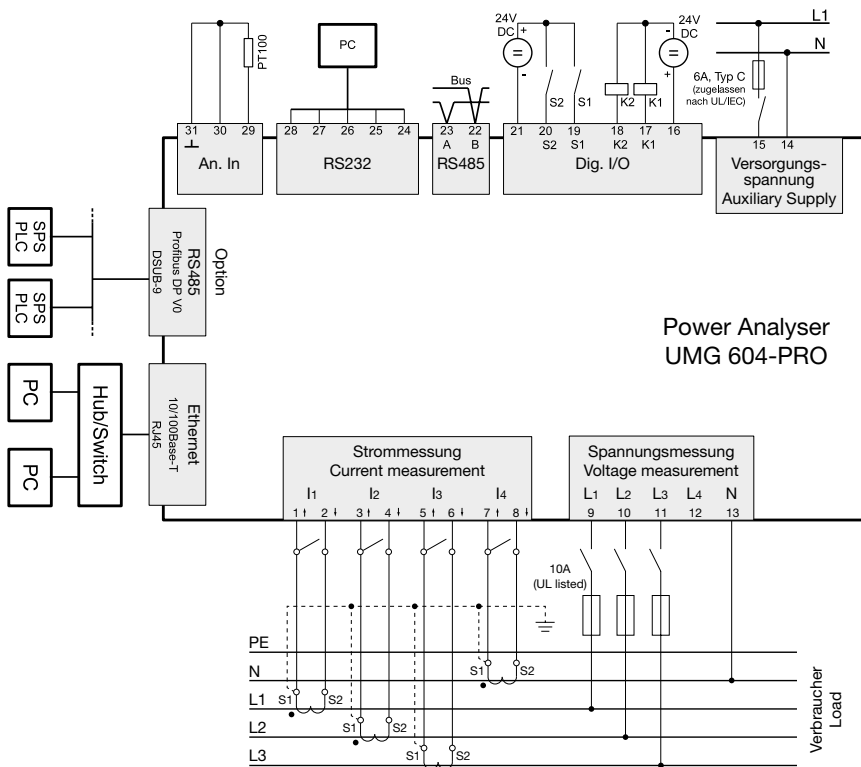 24V
DC
+
-
24V
DC
-
+
L1
N
PT100
PC
Bus
S2
S1
K2
K1
6A, Typ C
(zugelassen
nach UL/IEC)
31
30
29
28
27
26
25
24
23
22
21
20
19
18
17
16
15
14
A
B
S2
S1
K2
K1
An. In
RS232
RS485
Dig. I/O
Versorgungs-
spannung
Auxiliary Supply
SPS
PLC
SPS
PLC
RS485
Profibus DP V0
DSUB-9
Option
Power Analyser
UMG 604-PRO
PC
PC
Hub/Switch
Ethernet
10/100Base-T
RJ45
Strommessung
Current measurement
I1
I2
I3
I4
1
2
3
4
5
6
7
8
Spannungsmessung
Voltage measurement
L1
L2
L3
L4
N
9
10
11
12
13
10A
(UL listed)
PE
N
L1
L2
L3
S1
S2
S1
S2
S1
S2
S1
S2
Verbraucher
Load